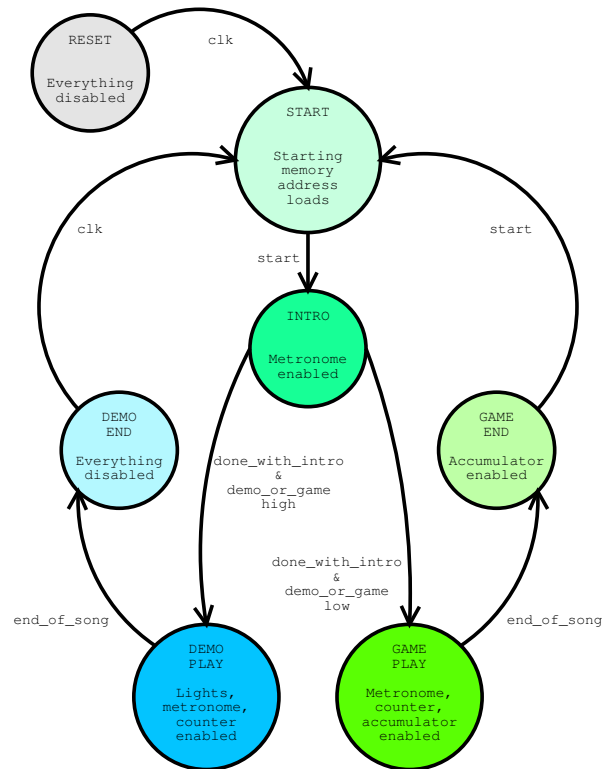 RESET
Everything
disabled
clk
START
Starting
memory
address
loads
clk
start
start
INTRO
Metronome
enabled
DEMO
END
Everything
disabled
GAME
END
Accumulator
enabled
done_with_intro
&
demo_or_game
high
done_with_intro
&
demo_or_game
low
end_of_song
end_of_song
DEMO
PLAY
Lights,
metronome,
counter
enabled
GAME
PLAY
Metronome,
counter,
accumulator
enabled